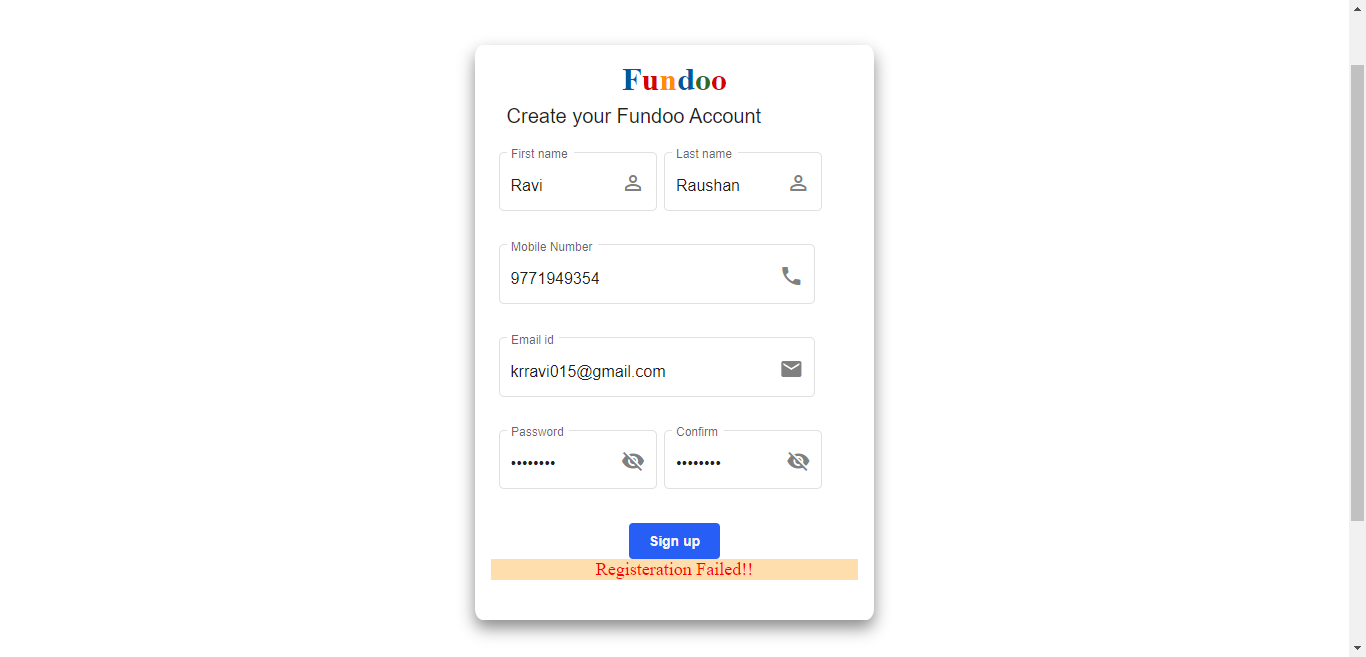 Fundoo
Create your Fundoo Account
First name Last name
Ravi Raushan
Mobile Number
9771949354
Email id
krravi015@gmail.com
Password Confirm
•••••••• ••••••••
Sign up
Registeration Failed!!